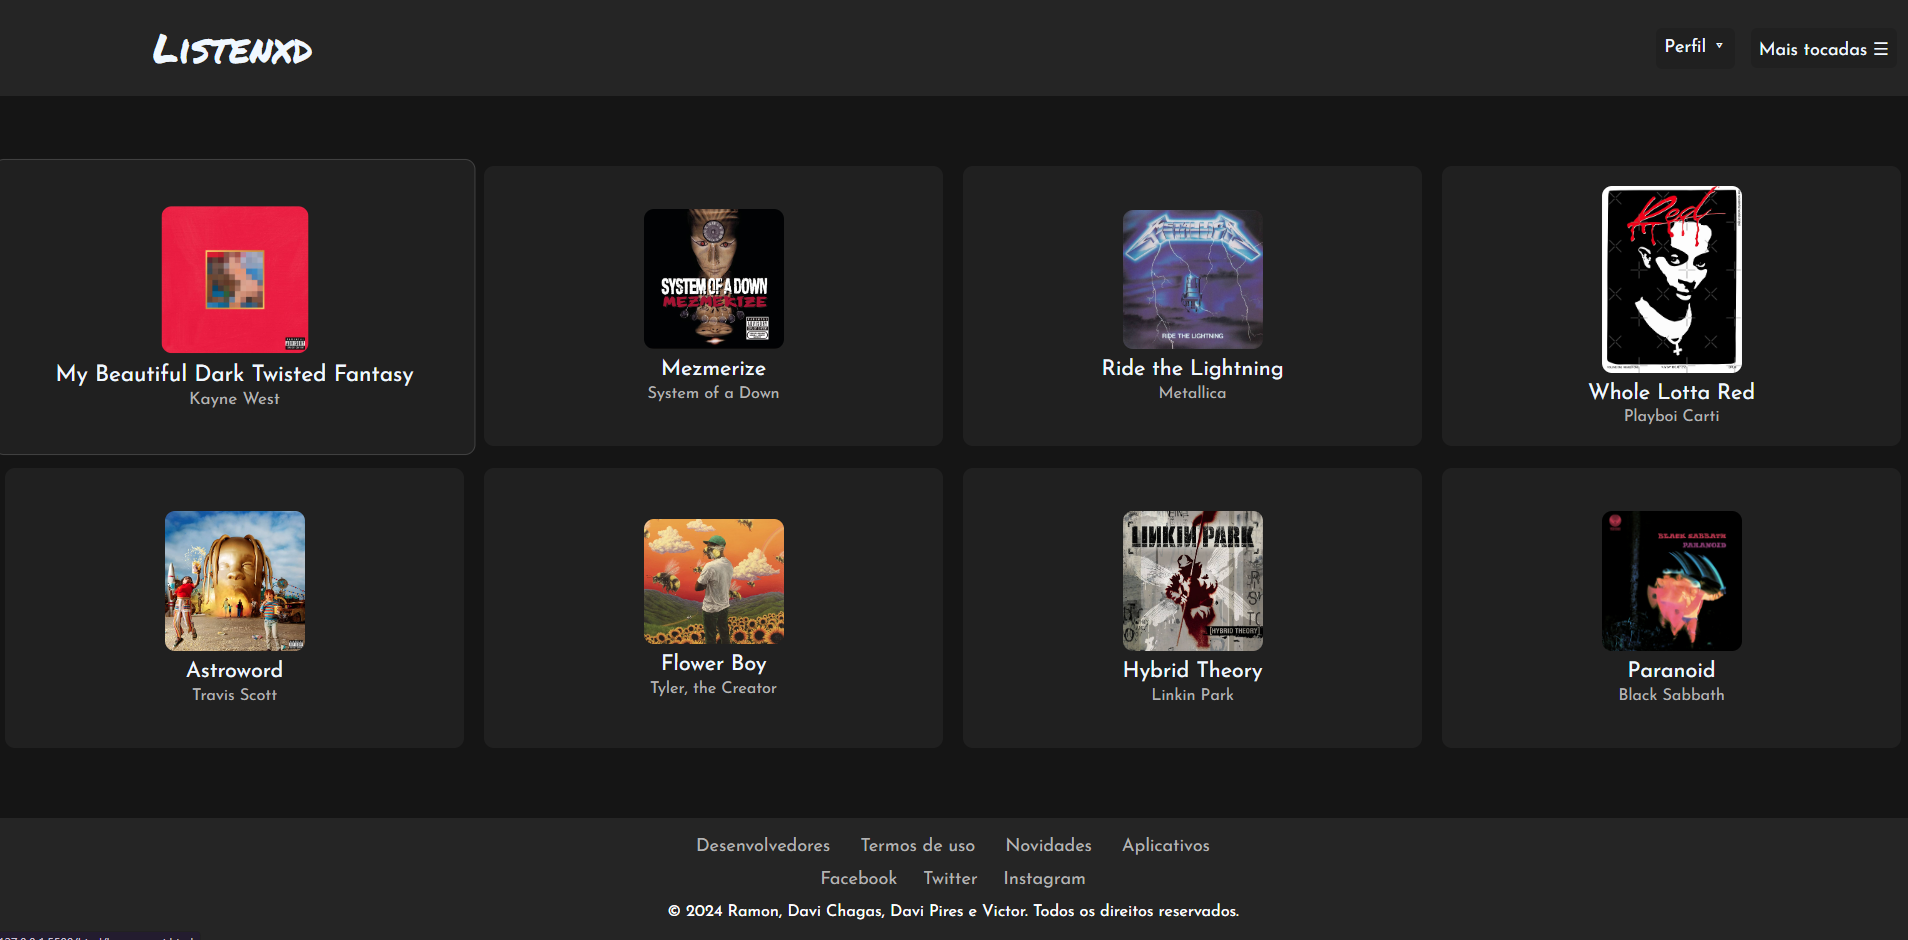 Listenxd
Perfil ▿
Mais tocadas ☰
My Beautiful Dark Twisted Fantasy
Kayne West
SYSTEM OF A DOWN
MEZMERIZE
Mezmerize
System of a Down
METALLICA
RIDE THE LIGHTNING
Ride the Lightning
Metallica
Red
Whole Lotta Red
Playboi Carti
Astroword
Travis Scott
Flower Boy
Tyler, the Creator
LINKIN PARK
[HYBRID THEORY]
Hybrid Theory
Linkin Park
BLACK SABBATH
PARANOID
Paranoid
Black Sabbath
Desenvolvedores Termos de uso Novidades Aplicativos
Facebook Twitter Instagram
© 2024 Ramon, Davi Chagas, Davi Pires e Victor. Todos os direitos reservados.